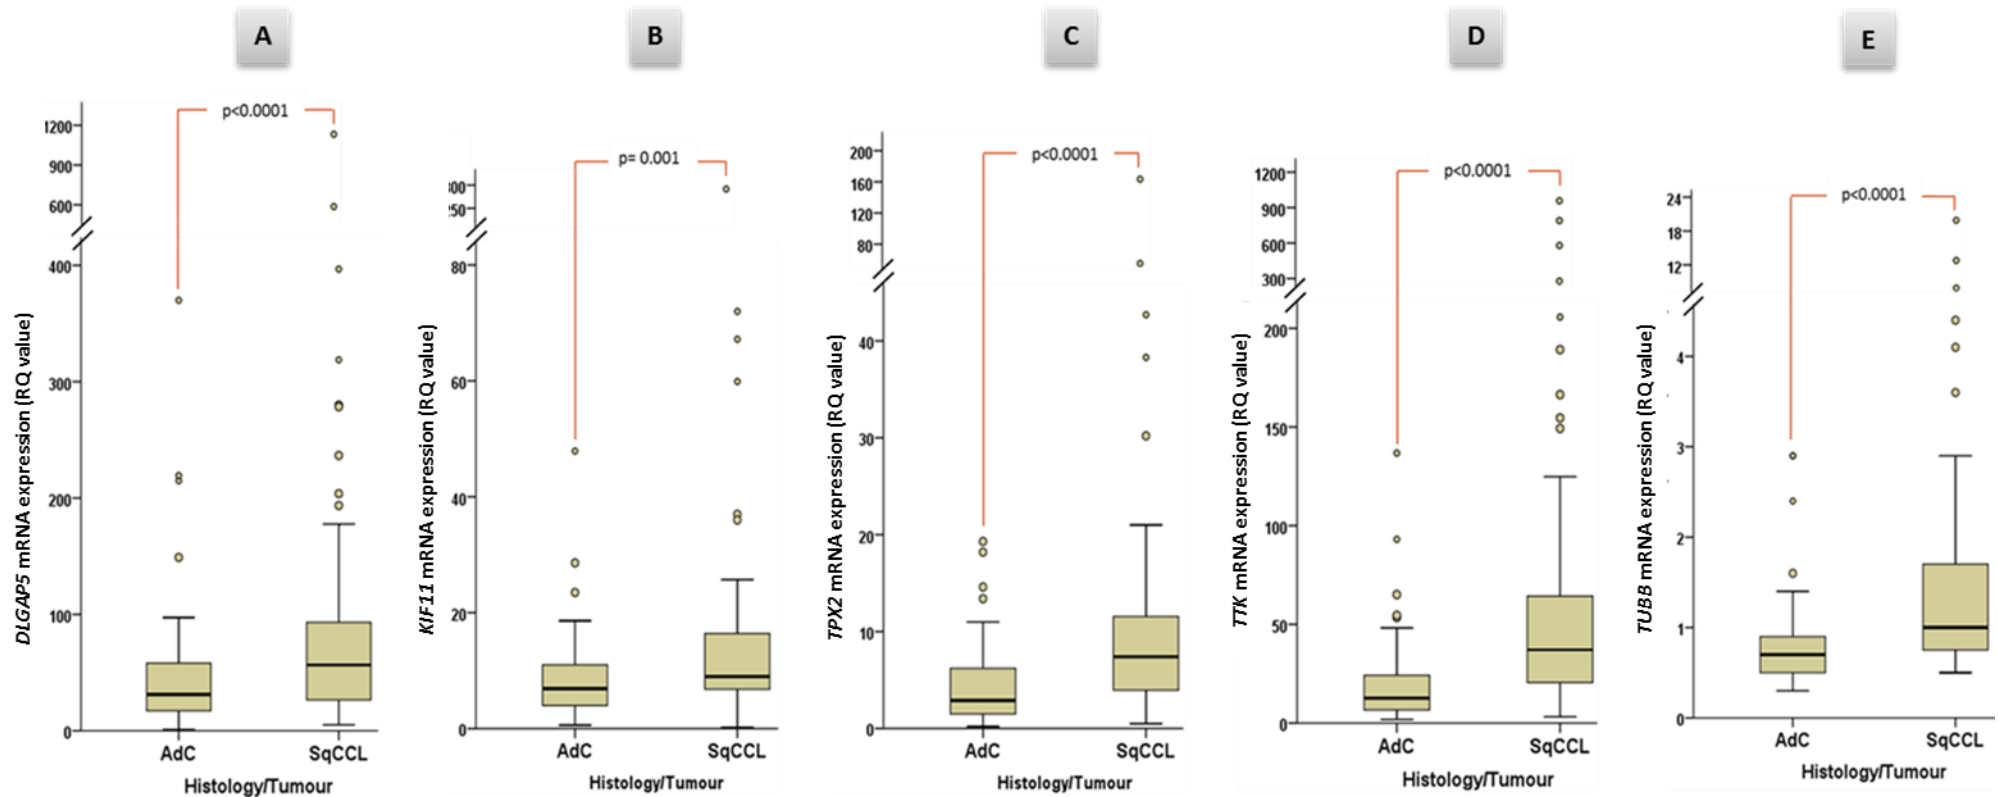 A
B
C
D
E
p<0.0001
p= 0.001
p<0.0001
p<0.0001
p<0.0001
DLGAP5 mRNA expression (RQ value)
1200
900
600
400
300
200
100
0
AdC
SqCCL
Histology/Tumour
KIF11 mRNA expression (RQ value)
300
250
80
60
40
20
0
AdC
SqCCL
Histology/Tumour
TPX2 mRNA expression (RQ value)
200
160
120
80
40
30
20
10
0
AdC
SqCCL
Histology/Tumour
TTK mRNA expression (RQ value)
1200
900
600
300
200
150
100
50
0
AdC
SqCCL
Histology/Tumour
TUBB mRNA expression (RQ value)
24
18
12
4
3
2
1
0
AdC
SqCCL
Histology/Tumour